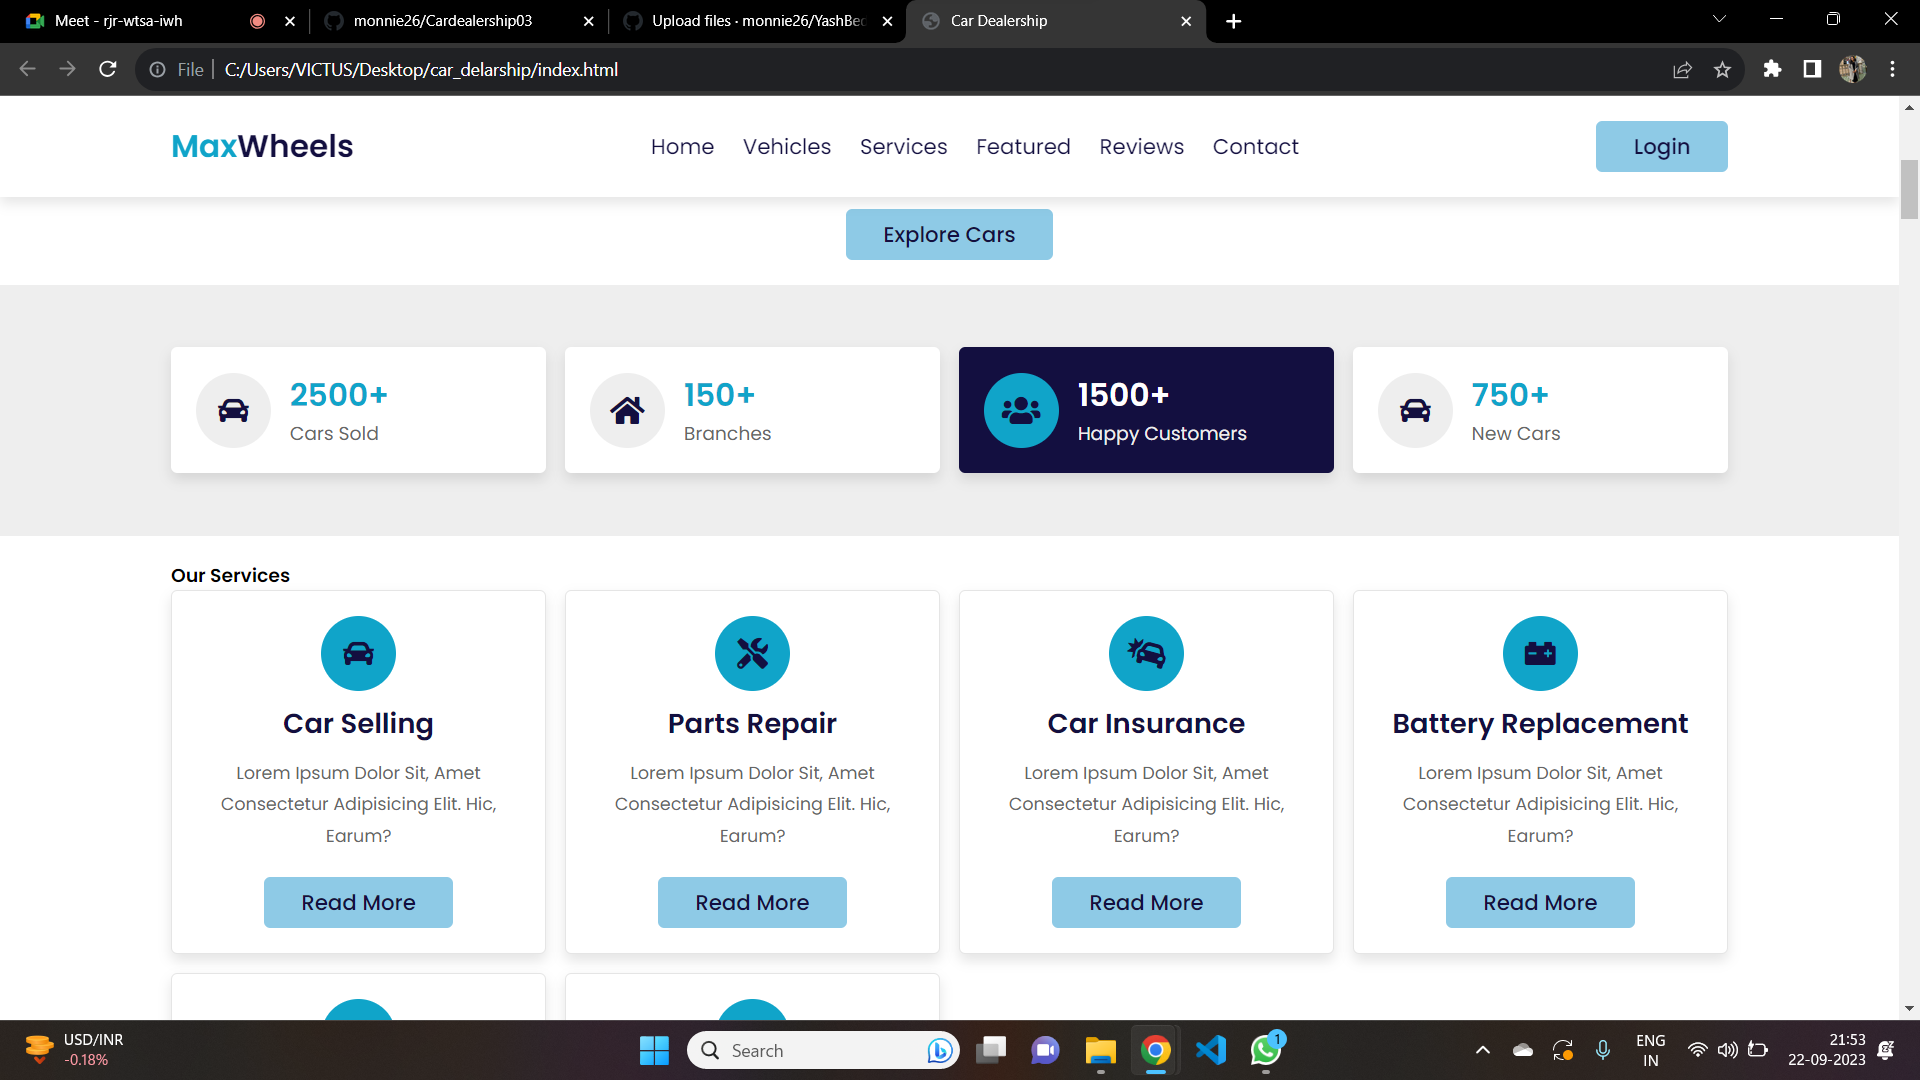 Meet - rjr-wtsa-iwh
monnie26/Cardealership03
Upload files · monnie26/YashBec
Car Dealership
File
C:/Users/VICTUS/Desktop/car_delarship/index.html
MaxWheels
Home Vehicles Services Featured Reviews Contact
Login
Explore Cars
2500+
Cars Sold
150+
Branches
1500+
Happy Customers
750+
New Cars
Our Services
Car Selling
Lorem Ipsum Dolor Sit, Amet
Consectetur Adipisicing Elit. Hic,
Earum?
Read More
Parts Repair
Lorem Ipsum Dolor Sit, Amet
Consectetur Adipisicing Elit. Hic,
Earum?
Read More
Car Insurance
Lorem Ipsum Dolor Sit, Amet
Consectetur Adipisicing Elit. Hic,
Earum?
Read More
Battery Replacement
Lorem Ipsum Dolor Sit, Amet
Consectetur Adipisicing Elit. Hic,
Earum?
Read More
USD/INR
-0.18%
Search
1
ENG
IN
21:53
22-09-2023